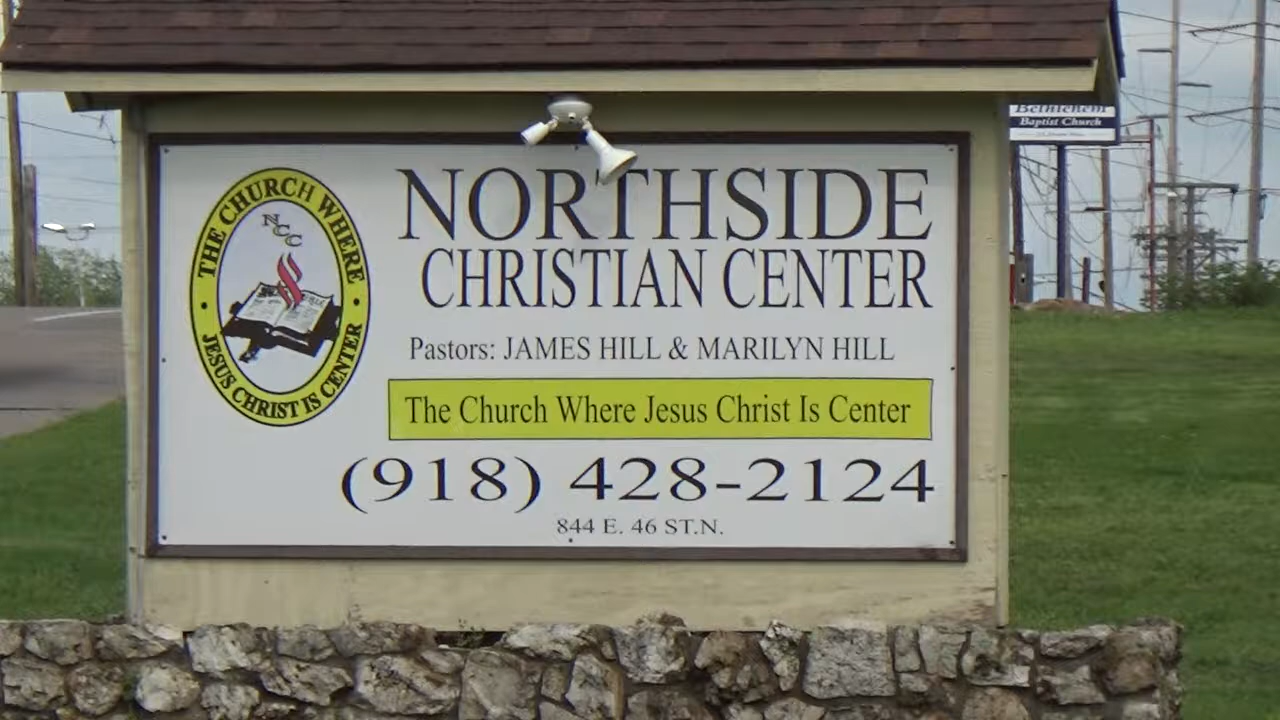 THE CHURCH WHERE
NCC
JESUS CHRIST IS CENTER
NORTHSIDE
CHRISTIAN CENTER
Pastors: JAMES HILL & MARILYN HILL
The Church Where Jesus Christ Is Center
(918) 428-2124
844 E. 46 ST.N.
Bethlehem
Baptist Church